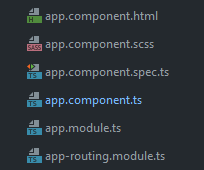 app.component.html
app.component.scss
app.component.spec.ts
app.component.ts
app.module.ts
app-routing.module.ts